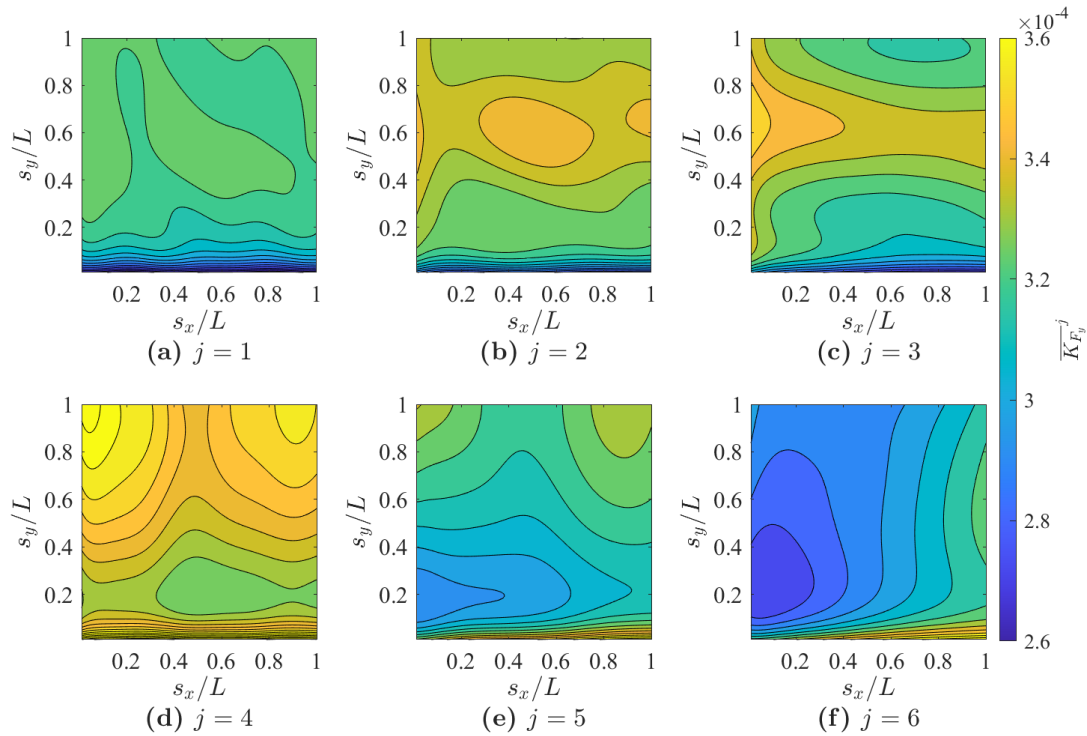 ×10⁻⁴
1
0.8
0.6
0.4
0.2
s_y/L
0.2 0.4 0.6 0.8 1
s_x/L
(a) j = 1
1
0.8
0.6
0.4
0.2
s_y/L
0.2 0.4 0.6 0.8 1
s_x/L
(b) j = 2
1
0.8
0.6
0.4
0.2
s_y/L
0.2 0.4 0.6 0.8 1
s_x/L
(c) j = 3
1
0.8
0.6
0.4
0.2
s_y/L
0.2 0.4 0.6 0.8 1
s_x/L
(d) j = 4
1
0.8
0.6
0.4
0.2
s_y/L
0.2 0.4 0.6 0.8 1
s_x/L
(e) j = 5
1
0.8
0.6
0.4
0.2
s_y/L
0.2 0.4 0.6 0.8 1
s_x/L
(f) j = 6
3.6
3.4
3.2
3
2.8
2.6
\overline{K_{E_y}}^j